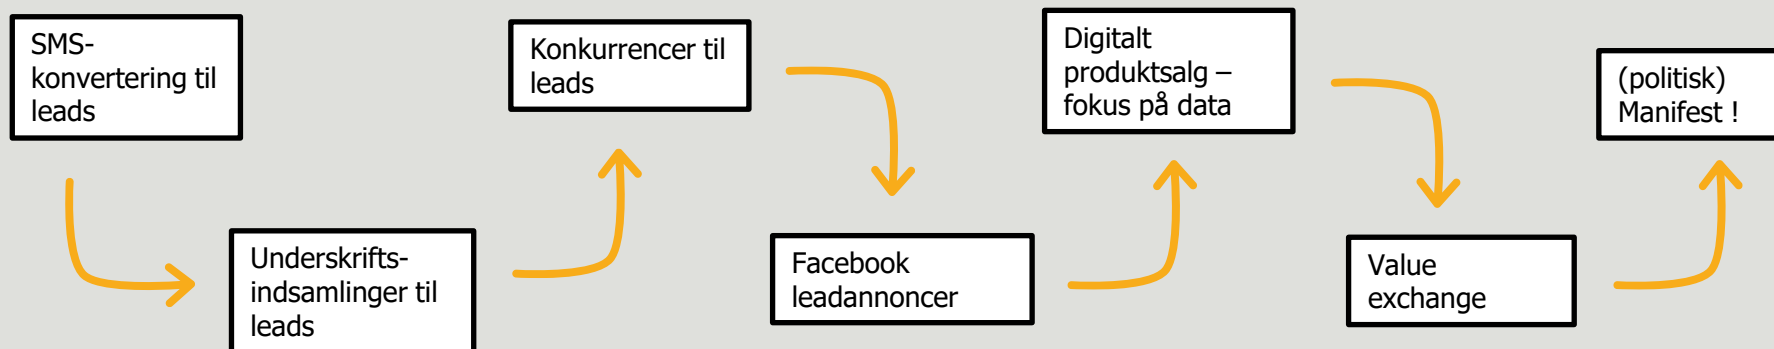 SMS-
konvertering til
leads
Underskrifts-
indsamlinger til
leads
Konkurrencer til
leads
Facebook
leadannoncer
Digitalt
produktsalg –
fokus på data
Value
exchange
(politisk)
Manifest !